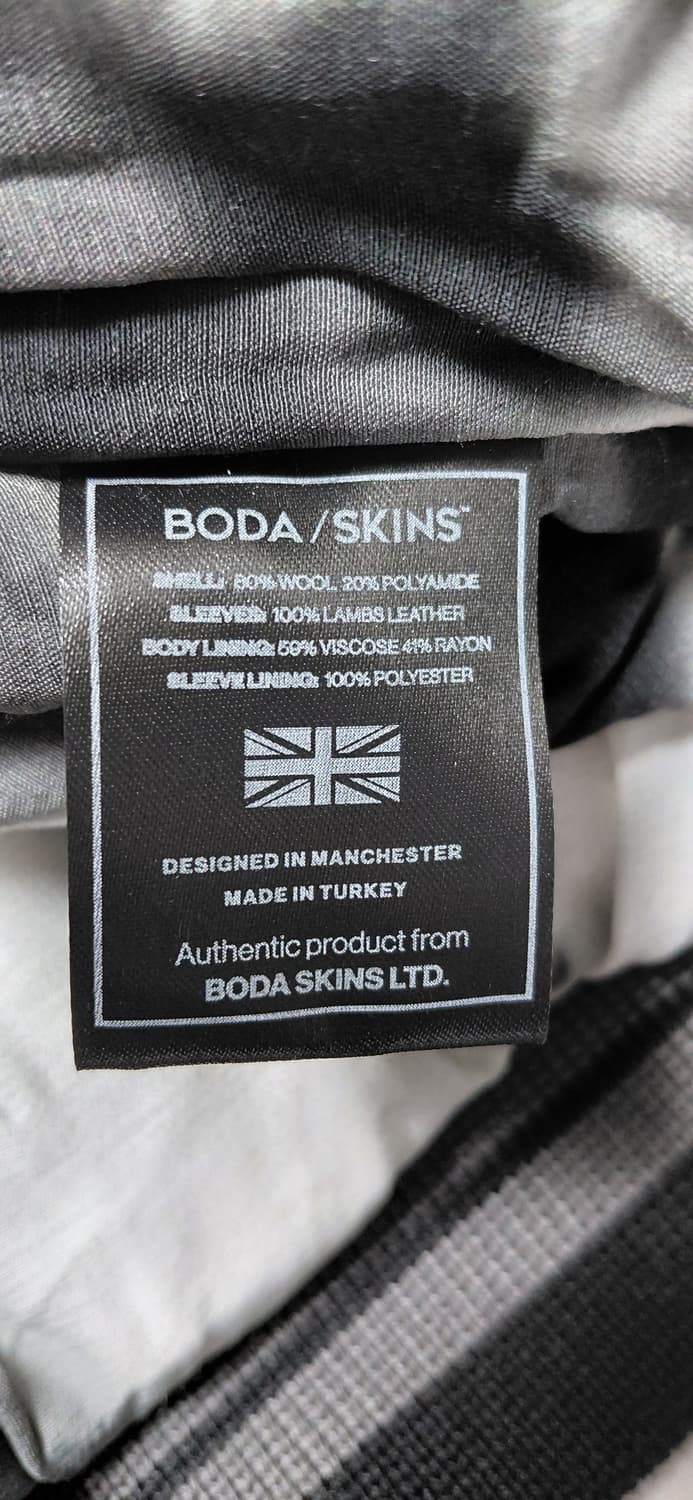 BODA/SKINS™
SHELL: 80% WOOL 20% POLYAMIDE
SLEEVES: 100% LAMBS LEATHER
BODY LINING: 59% VISCOSE 41% RAYON
SLEEVE LINING: 100% POLYESTER
DESIGNED IN MANCHESTER
MADE IN TURKEY
Authentic product from
BODA SKINS LTD.